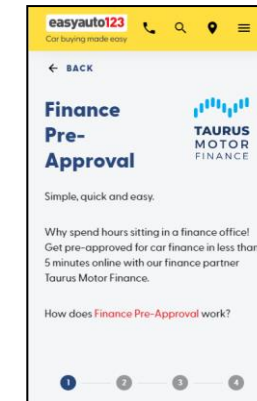 easyauto123
Car buying made easy
← BACK
Finance
Pre-
Approval
TAURUS
MOTOR
FINANCE
Simple, quick and easy.
Why spend hours sitting in a finance office!
Get pre-approved for car finance in less than
5 minutes online with our finance partner
Taurus Motor Finance.
How does Finance Pre-Approval work?
1 2 3 4